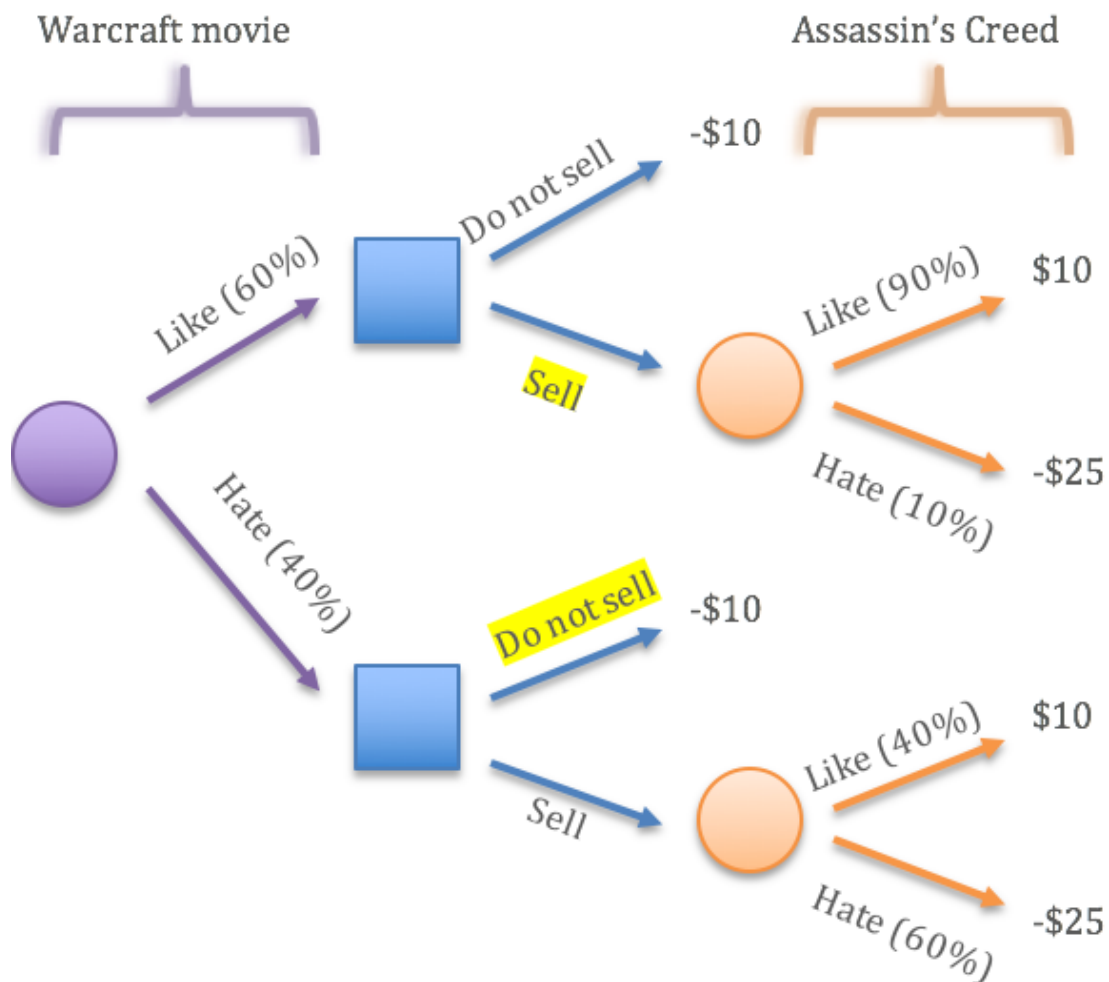 Warcraft movie
Assassin's Creed
-$10
Do not sell
Like (60%)
Sell
Like (90%)
$10
Hate (10%)
-$25
Hate (40%)
Do not sell
-$10
Sell
Like (40%)
$10
Hate (60%)
-$25